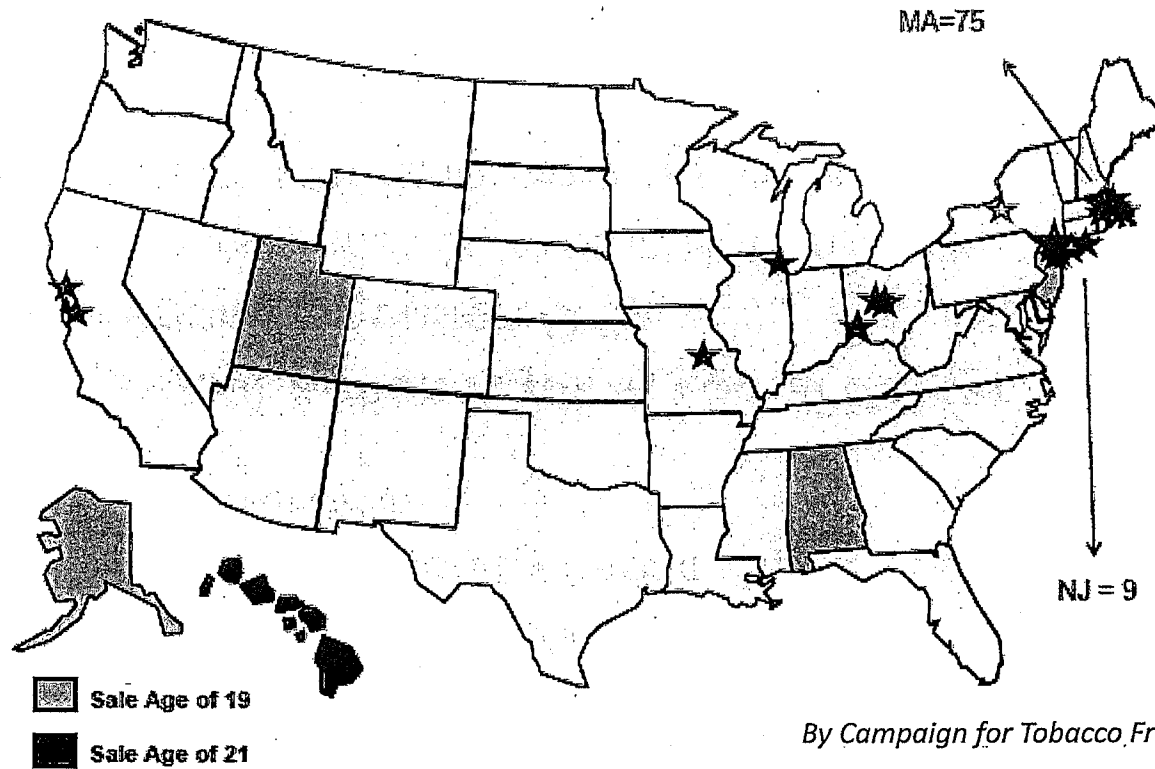 MA=75
NJ = 9
Sale Age of 19
Sale Age of 21
By Campaign for Tobacco Fr